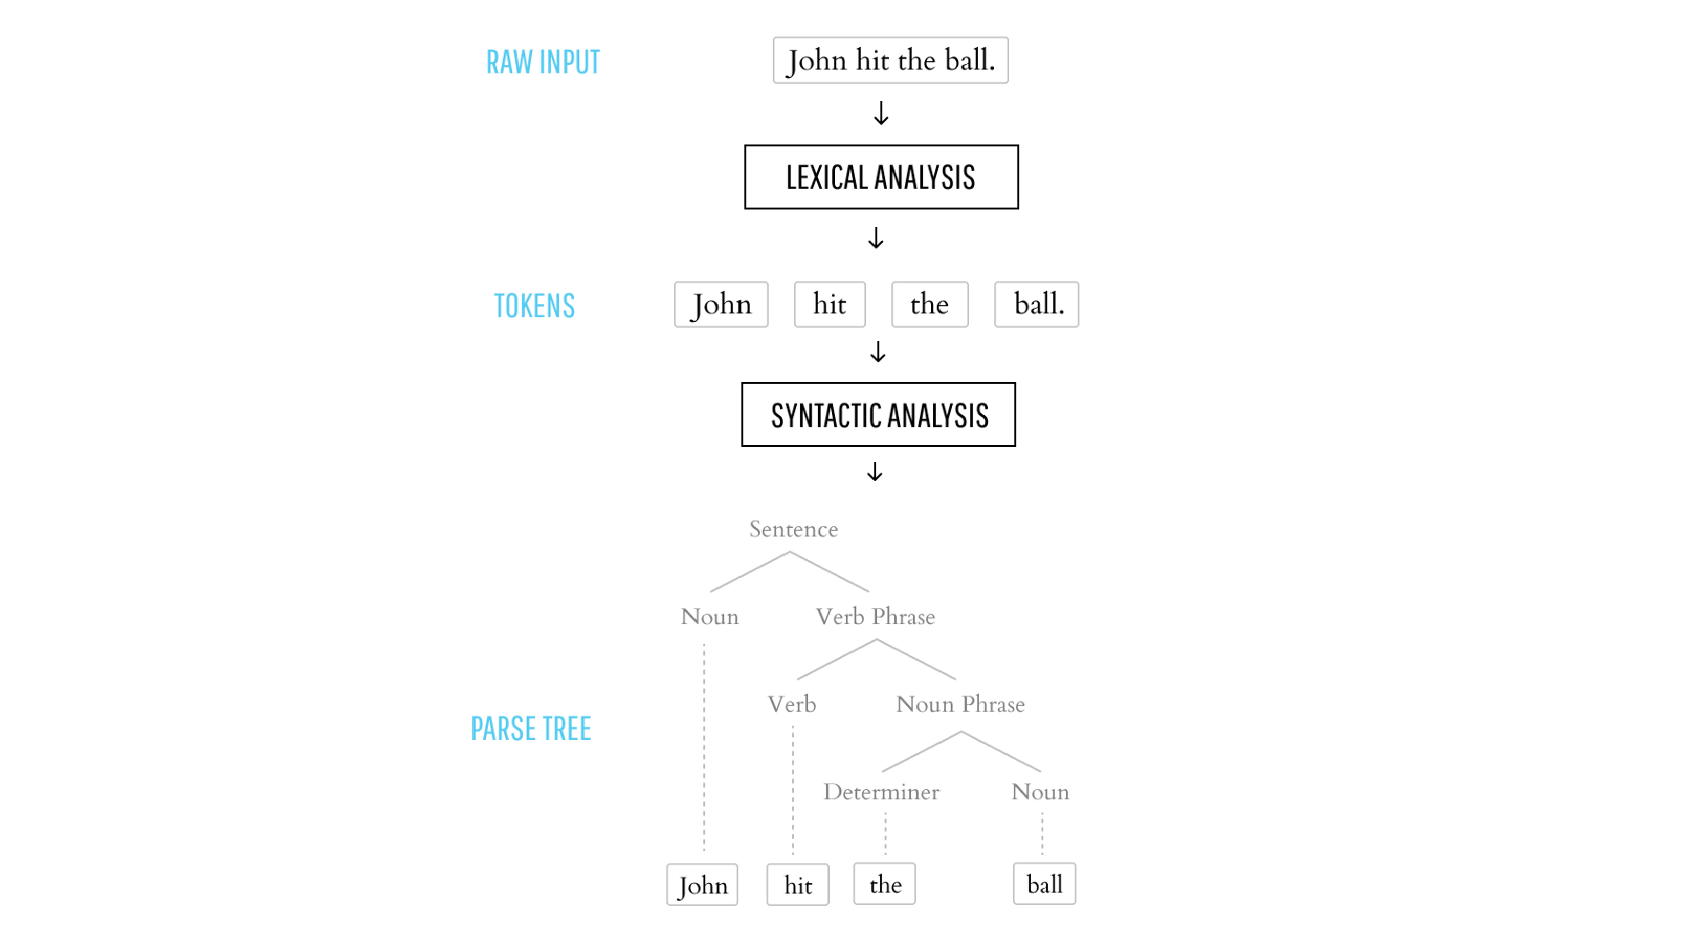 RAW INPUT
John hit the ball.
LEXICAL ANALYSIS
TOKENS
John hit the ball.
SYNTACTIC ANALYSIS
Sentence
Noun Verb Phrase
Verb Noun Phrase
PARSE TREE
Determiner Noun
John hit the ball